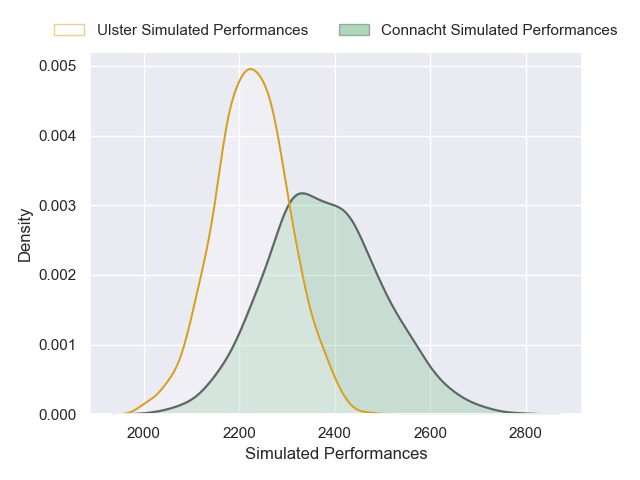 Ulster Simulated Performances Connacht Simulated Performances
0.005
0.004
0.003
0.002
0.001
0.000
Density
2000 2200 2400 2600 2800
Simulated Performances